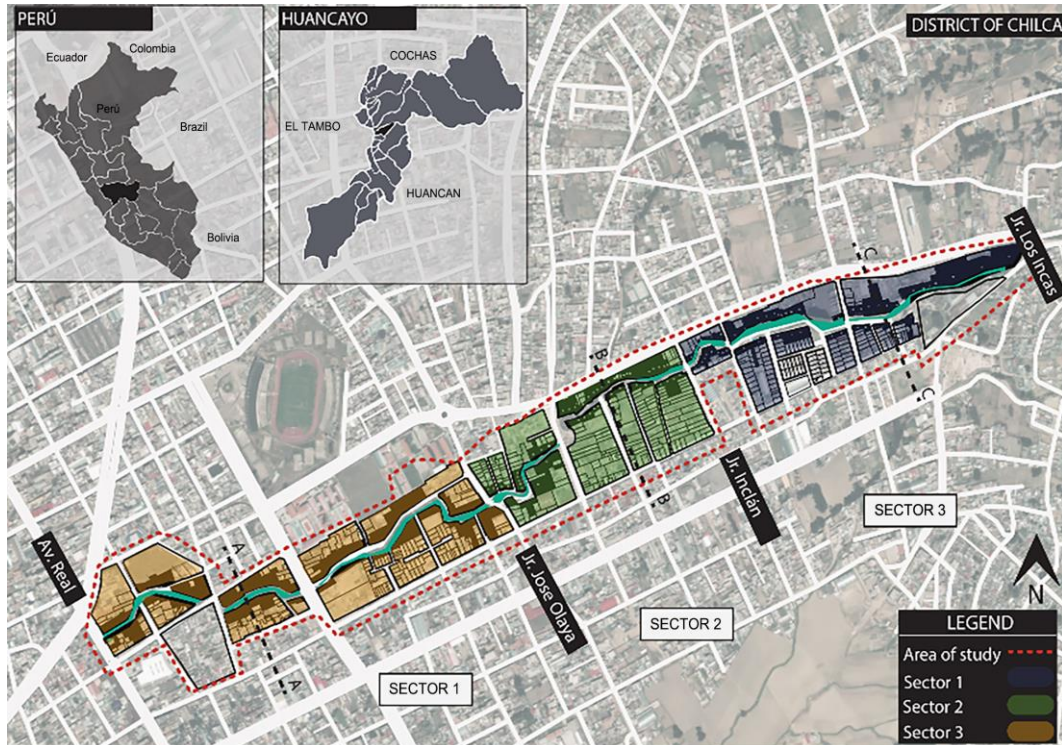 PERÚ
Ecuador
Colombia
Perú
Brazil
Bolivia
HUANCAYO
COCHAS
EL TAMBO
HUANCAN
DISTRICT OF CHILCA
Jr. Los Incas
C
C
B
B
A
A
Av. Real
Jr. Jose Olaya
Jr. Inclán
SECTOR 3
SECTOR 2
SECTOR 1
N
LEGEND
Area of study
Sector 1
Sector 2
Sector 3